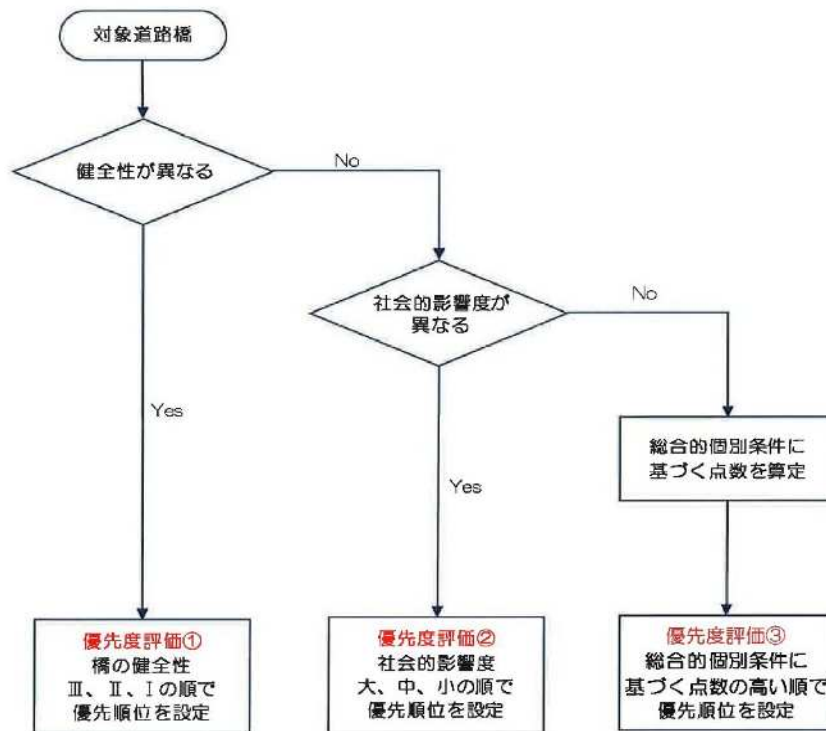 対象道路橋
健全性が異なる
No
社会的影響度が
異なる
No
Yes
総合的個別条件に
基づく点数を算定
Yes
優先度評価①
橋の健全性
Ⅲ、Ⅱ、Ⅰの順で
優先順位を設定
優先度評価②
社会的影響度
大、中、小の順で
優先順位を設定
優先度評価③
総合的個別条件に
基づく点数の高い順で
優先順位を設定